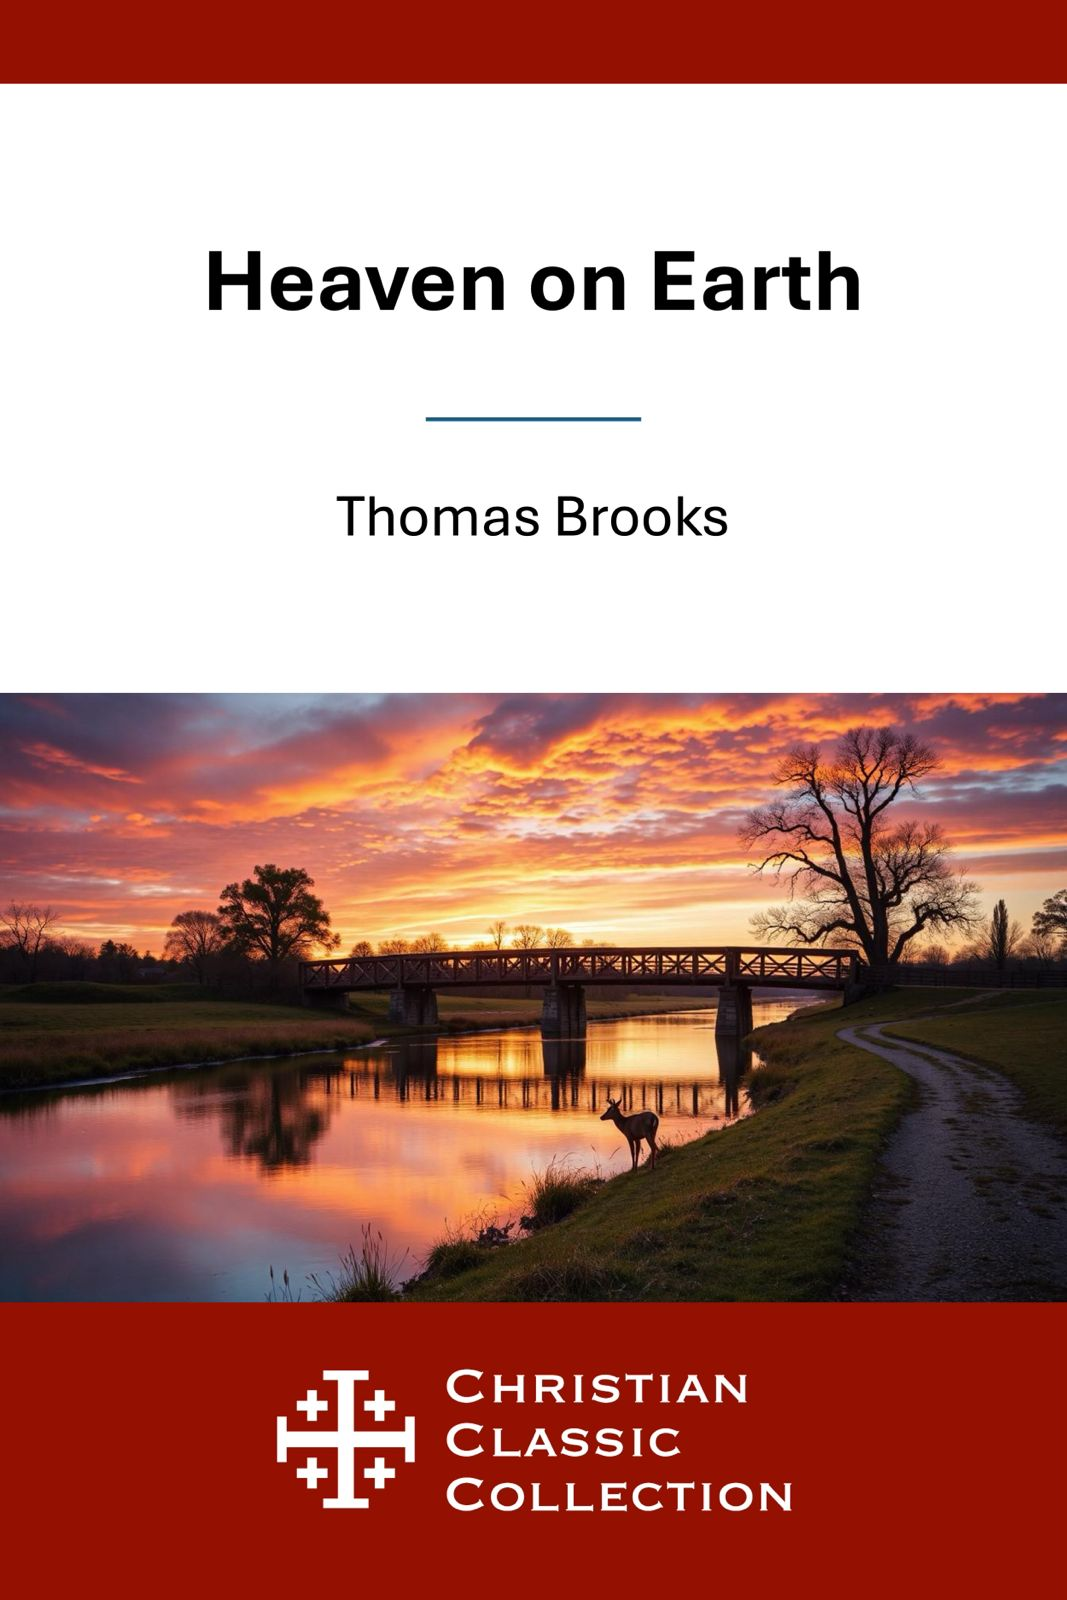 Heaven on Earth
Thomas Brooks
Christian
Classic
Collection